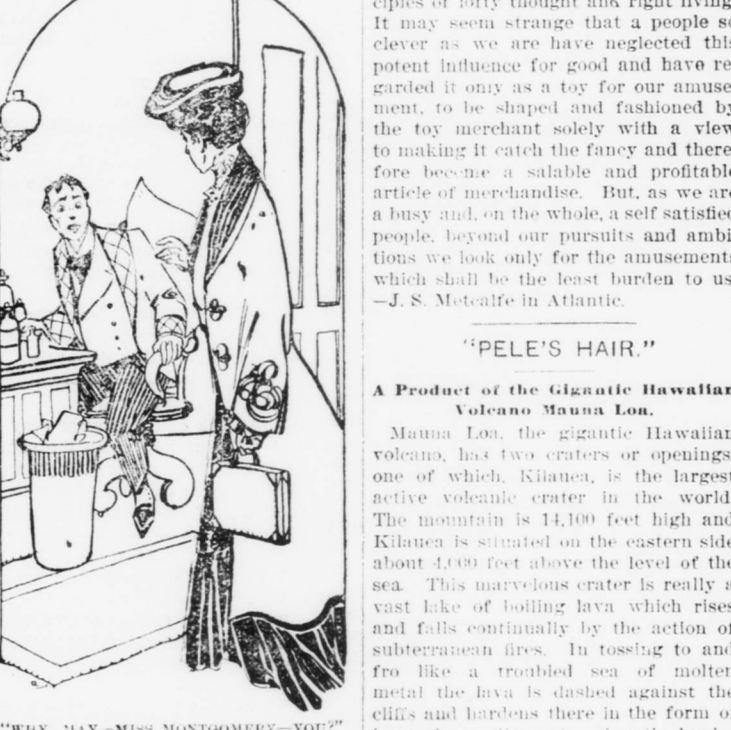 "WHY, MAY—MISS MONTGOMERY—YOU?"
ciples of lofty thought and right living
It may seem strange that a people so
clever as we are have neglected this
potent influence for good and have re
garded it only as a toy for our amuse
ment, to be shaped and fashioned by
the toy merchant solely with a view
to making it catch the fancy and there
fore become a salable and profitable
article of merchandise. But, as we are
a busy and, on the whole, a self satisfied
people, beyond our pursuits and ambi
tions we look only for the amusements
which shall be the least burden to us
—J. S. Metcalfe in Atlantic.
"PELE'S HAIR."
A Product of the Gigantic Hawaiian
Volcano Mauna Loa.
Mauna Loa, the gigantic Hawaiian
volcano, has two craters or openings
one of which, Kilauea, is the largest
active volcanic crater in the world
The mountain is 14,100 feet high and
Kilauea is situated on the eastern side
about 4,000 feet above the level of the
sea. This marvelous crater is really a
vast lake of boiling lava which rises
and falls continually by the action of
subterranean fires. In tossing to and
fro like a troubled sea of molten
metal the lava is dashed against the
cliffs and hardens there in the form of